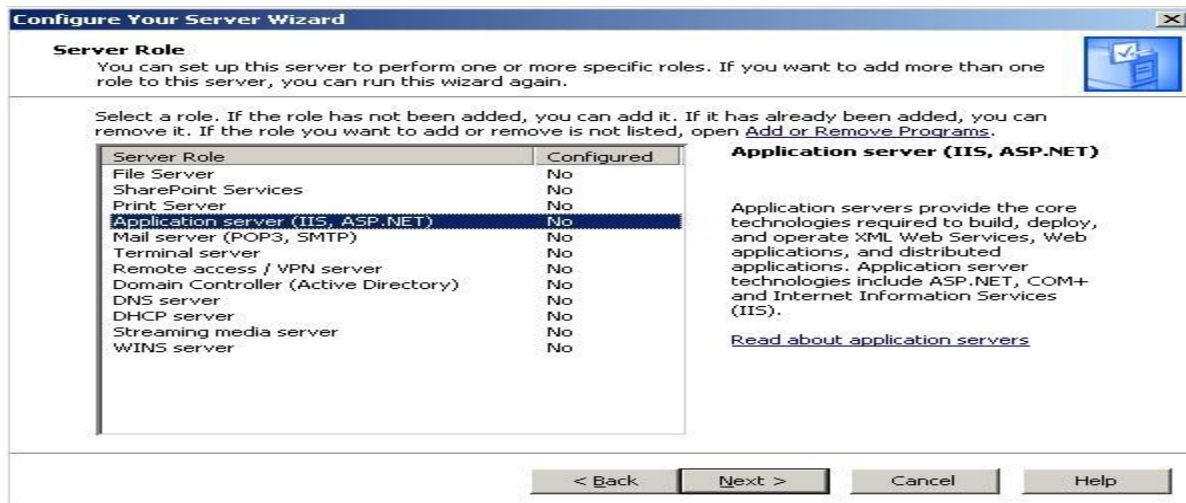 Configure Your Server Wizard
Server Role
You can set up this server to perform one or more specific roles. If you want to add more than one
role to this server, you can run this wizard again.
Select a role. If the role has not been added, you can add it. If it has already been added, you can
remove it. If the role you want to add or remove is not listed, open Add or Remove Programs.
Server Role Configured
File Server No
SharePoint Services No
Print Server No
Application server (IIS, ASP.NET) No
Mail server (POP3, SMTP) No
Terminal server No
Remote access / VPN server No
Domain Controller (Active Directory) No
DNS server No
DHCP server No
Streaming media server No
WINS server No
Application server (IIS, ASP.NET)
Application servers provide the core
technologies required to build, deploy,
and operate XML Web Services, Web
applications, and distributed
applications. Application server
technologies include ASP.NET, COM+
and Internet Information Services
(IIS).
Read about application servers
< Back Next > Cancel Help